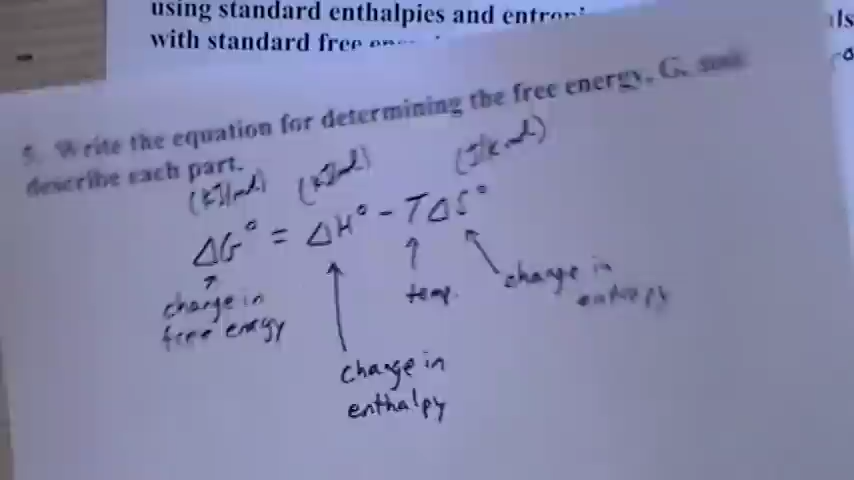 using standard enthalpies and
with standard free
5. Write the equation for determining the free energy, G, and
describe each part.
(kJ/mol) (kJ/mol) (J/K mol)
ΔG° = ΔH° - TΔS°
change in
free energy
change in
enthalpy
temp.
change in
entropy